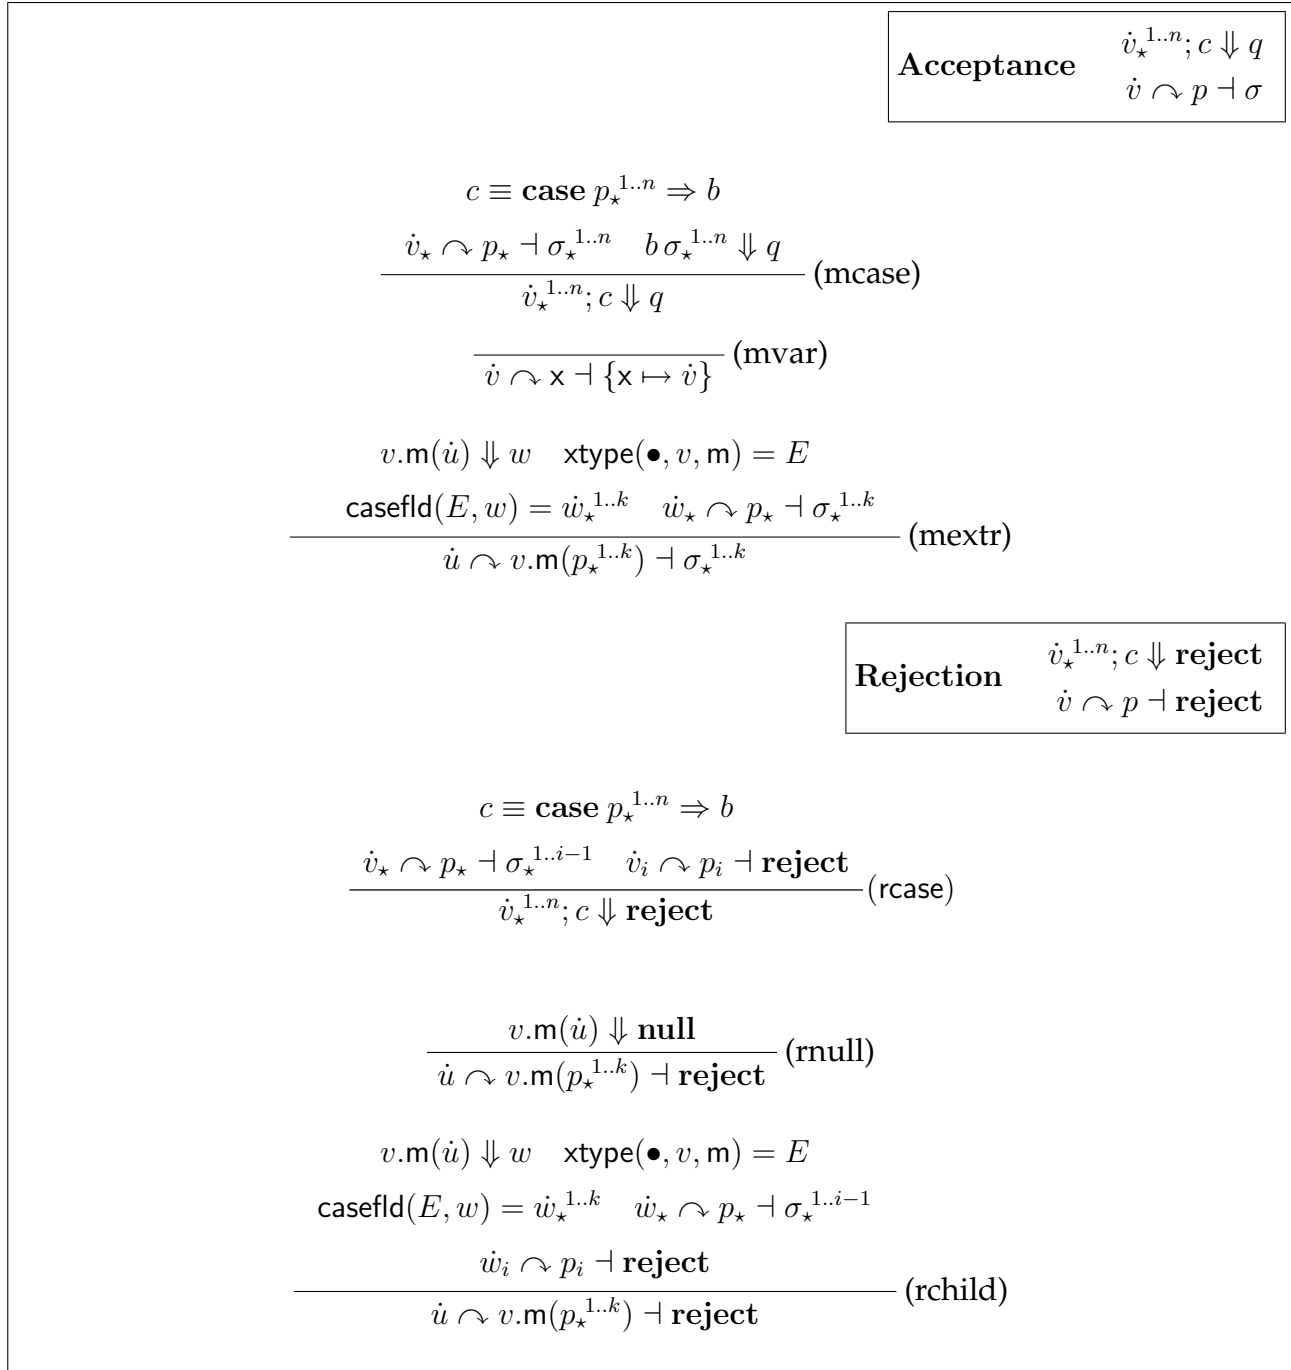 Acceptance v̇⋆^{1..n}; c ⇓ q
v̇ ↷ p ⊣ σ
c ≡ case p⋆^{1..n} ⇒ b
v̇⋆ ↷ p⋆ ⊣ σ⋆^{1..n} b σ⋆^{1..n} ⇓ q
(mcase)
v̇⋆^{1..n}; c ⇓ q
(mvar)
v̇ ↷ x ⊣ {x ↦ v̇}
v.m(u̇) ⇓ w xtype(•, v, m) = E
casefld(E, w) = ẇ⋆^{1..k} ẇ⋆ ↷ p⋆ ⊣ σ⋆^{1..k}
(mextr)
u̇ ↷ v.m(p⋆^{1..k}) ⊣ σ⋆^{1..k}
Rejection v̇⋆^{1..n}; c ⇓ reject
v̇ ↷ p ⊣ reject
c ≡ case p⋆^{1..n} ⇒ b
v̇⋆ ↷ p⋆ ⊣ σ⋆^{1..i−1} v̇ᵢ ↷ pᵢ ⊣ reject
(rcase)
v̇⋆^{1..n}; c ⇓ reject
v.m(u̇) ⇓ null
(rnull)
u̇ ↷ v.m(p⋆^{1..k}) ⊣ reject
v.m(u̇) ⇓ w xtype(•, v, m) = E
casefld(E, w) = ẇ⋆^{1..k} ẇ⋆ ↷ p⋆ ⊣ σ⋆^{1..i−1}
ẇᵢ ↷ pᵢ ⊣ reject
(rchild)
u̇ ↷ v.m(p⋆^{1..k}) ⊣ reject